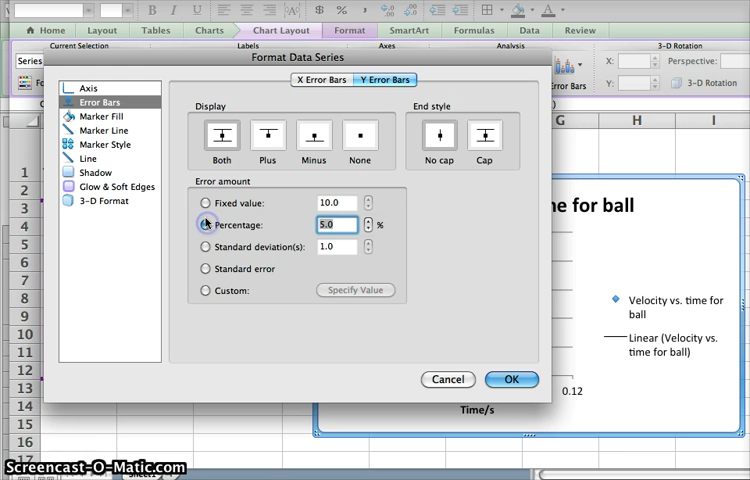 Home Layout Tables Charts Chart Layout Format SmartArt Formulas Data Review
Current Selection Labels Axes Analysis 3-D Rotation
Series
Format Data Series
X: Perspective:
Y: 3-D Rotation
Error Bars
X Error Bars Y Error Bars
Axis
Error Bars
Marker Fill
Marker Line
Marker Style
Line
Shadow
Glow & Soft Edges
3-D Format
Display
Both Plus Minus None
End style
No cap Cap
Error amount
Fixed value: 10.0
Percentage: 5.0 %
Standard deviation(s): 1.0
Standard error
Custom: Specify Value
Cancel OK
G H I
1
2
3
4
5
6
7
8
9
10
11
12
13
14
15
16
17
me for ball
Velocity vs. time for
ball
Linear (Velocity vs.
time for ball)
0.12
Time/s
Sheet1
Screencast-O-Matic.com